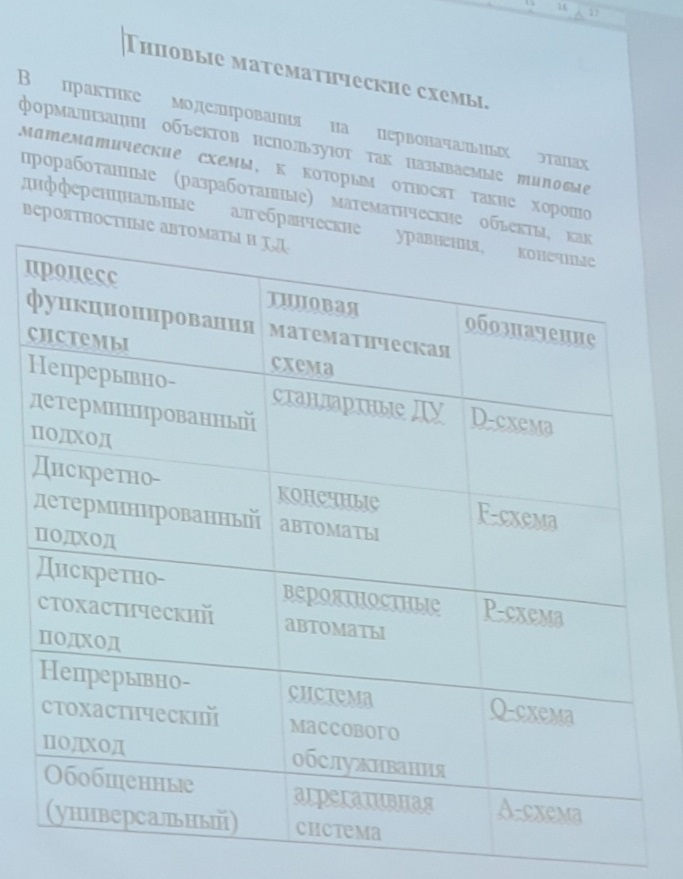 Типовые математические схемы.
В практике моделирования на первоначальных этапах
формализации объектов используют так называемые типовые
математические схемы, к которым относят такие хорошо
проработанные (разработанные) математические объекты, как
дифференциальные алгебраические уравнения, конечные
вероятностные автоматы и т.д.
процесс
функционирования
системы
типовая
математическая
схема
обозначение
Непрерывно-
детерминированный
подход
стандартные ДУ
D-схема
Дискретно-
детерминированный
подход
конечные
автоматы
F-схема
Дискретно-
стохастический
подход
вероятностные
автоматы
P-схема
Непрерывно-
стохастический
подход
система
массового
обслуживания
Q-схема
Обобщенные
(универсальный)
агрегативная
система
A-схема